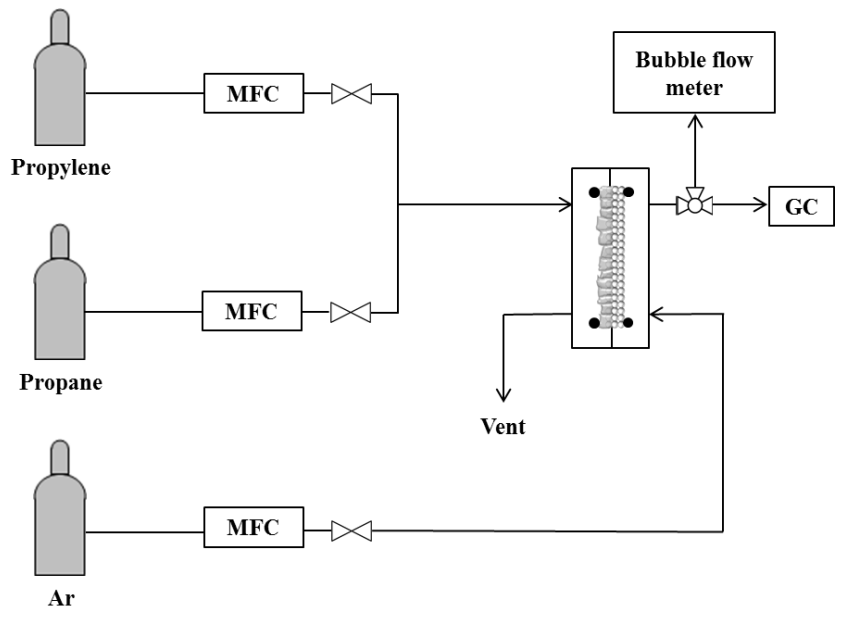 Bubble flow
meter
MFC
Propylene
GC
MFC
Propane
Vent
MFC
Ar